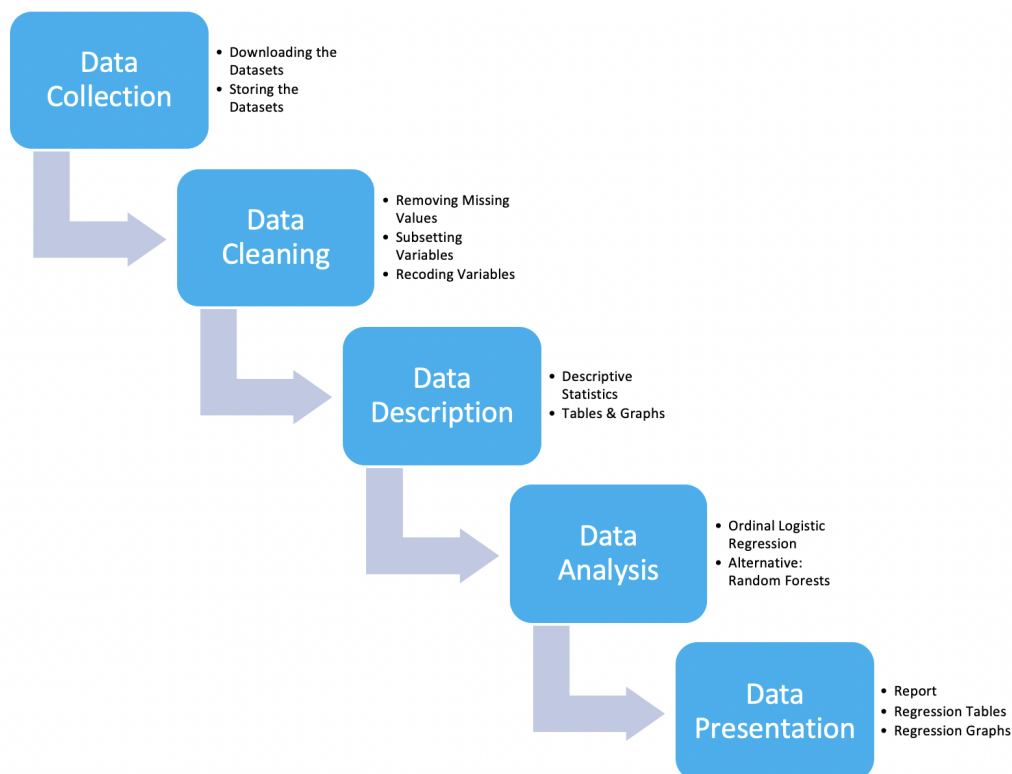 Data
Collection
• Downloading the
Datasets
• Storing the
Datasets
Data
Cleaning
• Removing Missing
Values
• Subsetting
Variables
• Recoding Variables
Data
Description
• Descriptive
Statistics
• Tables & Graphs
Data
Analysis
• Ordinal Logistic
Regression
• Alternative:
Random Forests
Data
Presentation
• Report
• Regression Tables
• Regression Graphs